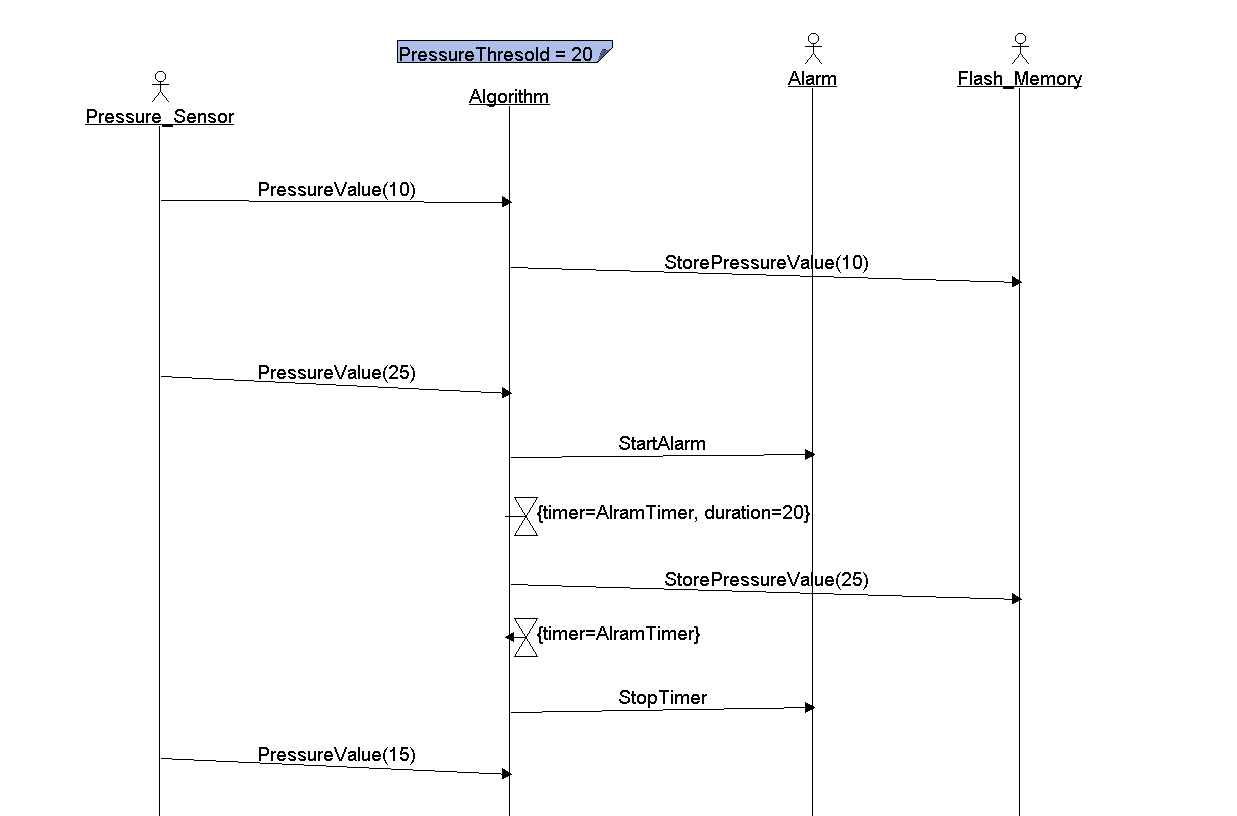 PressureThresold = 20
Alarm
Flash_Memory
Algorithm
Pressure_Sensor
PressureValue(10)
StorePressureValue(10)
PressureValue(25)
StartAlarm
{timer=AlramTimer, duration=20}
StorePressureValue(25)
{timer=AlramTimer}
StopTimer
PressureValue(15)